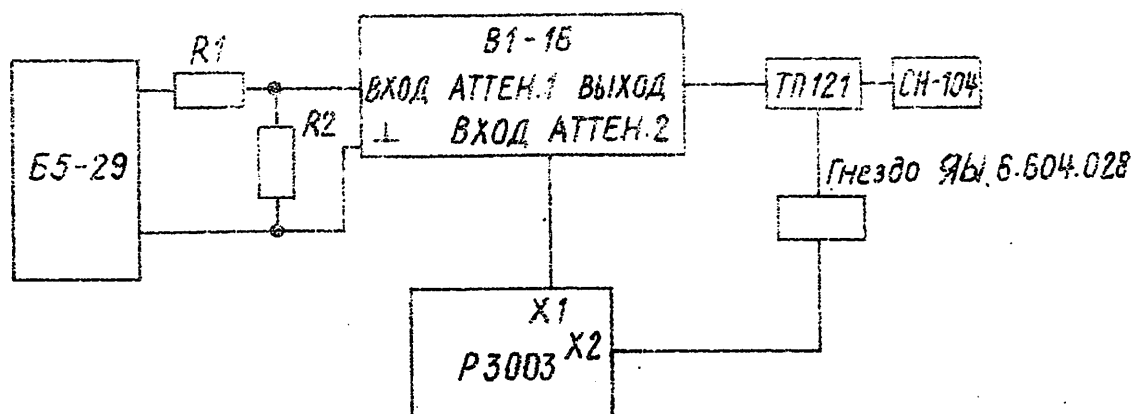 В1-16
R1
ВХОД АТТЕН.1 ВЫХОД
ТП121
СН-104
R2
⊥ ВХОД АТТЕН.2
Б5-29
Гнездо ЯЫ.6.604.028
X1
X2
Р3003